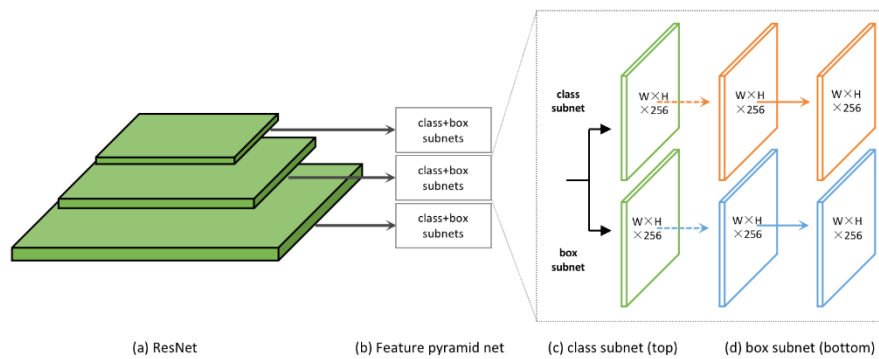 class+box
subnets
class+box
subnets
class+box
subnets
class
subnet
W×H
×256
W×H
×256
W×H
×256
W×H
×256
W×H
×256
W×H
×256
box
subnet
(a) ResNet
(b) Feature pyramid net
(c) class subnet (top)
(d) box subnet (bottom)